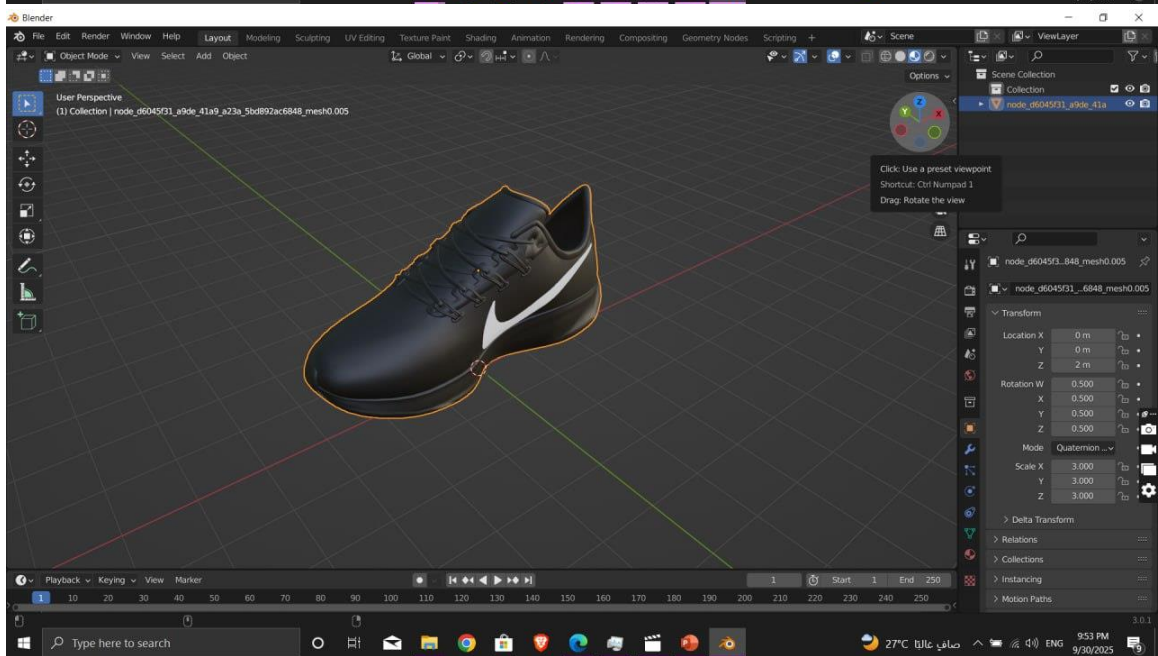 Blender
File Edit Render Window Help Layout Modeling Sculpting UV Editing Texture Paint Shading Animation Rendering Compositing Geometry Nodes Scripting + Scene ViewLayer
Object Mode View Select Add Object Global
Options
User Perspective
(1) Collection | node_d6045f31_a9de_41a9_a23a_5bd892ac6848_mesh0.005
Z
Y
X
Click: Use a preset viewpoint
Shortcut: Ctrl Numpad 1
Drag: Rotate the view
Scene Collection
Collection
node_d6045f31_a9de_41a
node_d6045f3...848_mesh0.005
node_d6045f31_...6848_mesh0.005
Transform
Location X 0 m
Y 0 m
Z 2 m
Rotation W 0.500
X 0.500
Y 0.500
Z 0.500
Mode Quaternion ...
Scale X 3.000
Y 3.000
Z 3.000
Delta Transform
Relations
Collections
Instancing
Motion Paths
Playback Keying View Marker 1 Start 1 End 250
1 10 20 30 40 50 60 70 80 90 100 110 120 130 140 150 160 170 180 190 200 210 220 230 240 250
3.0.1
Type here to search
27°C صاف غالبًا
ENG
9:53 PM
9/30/2025
9